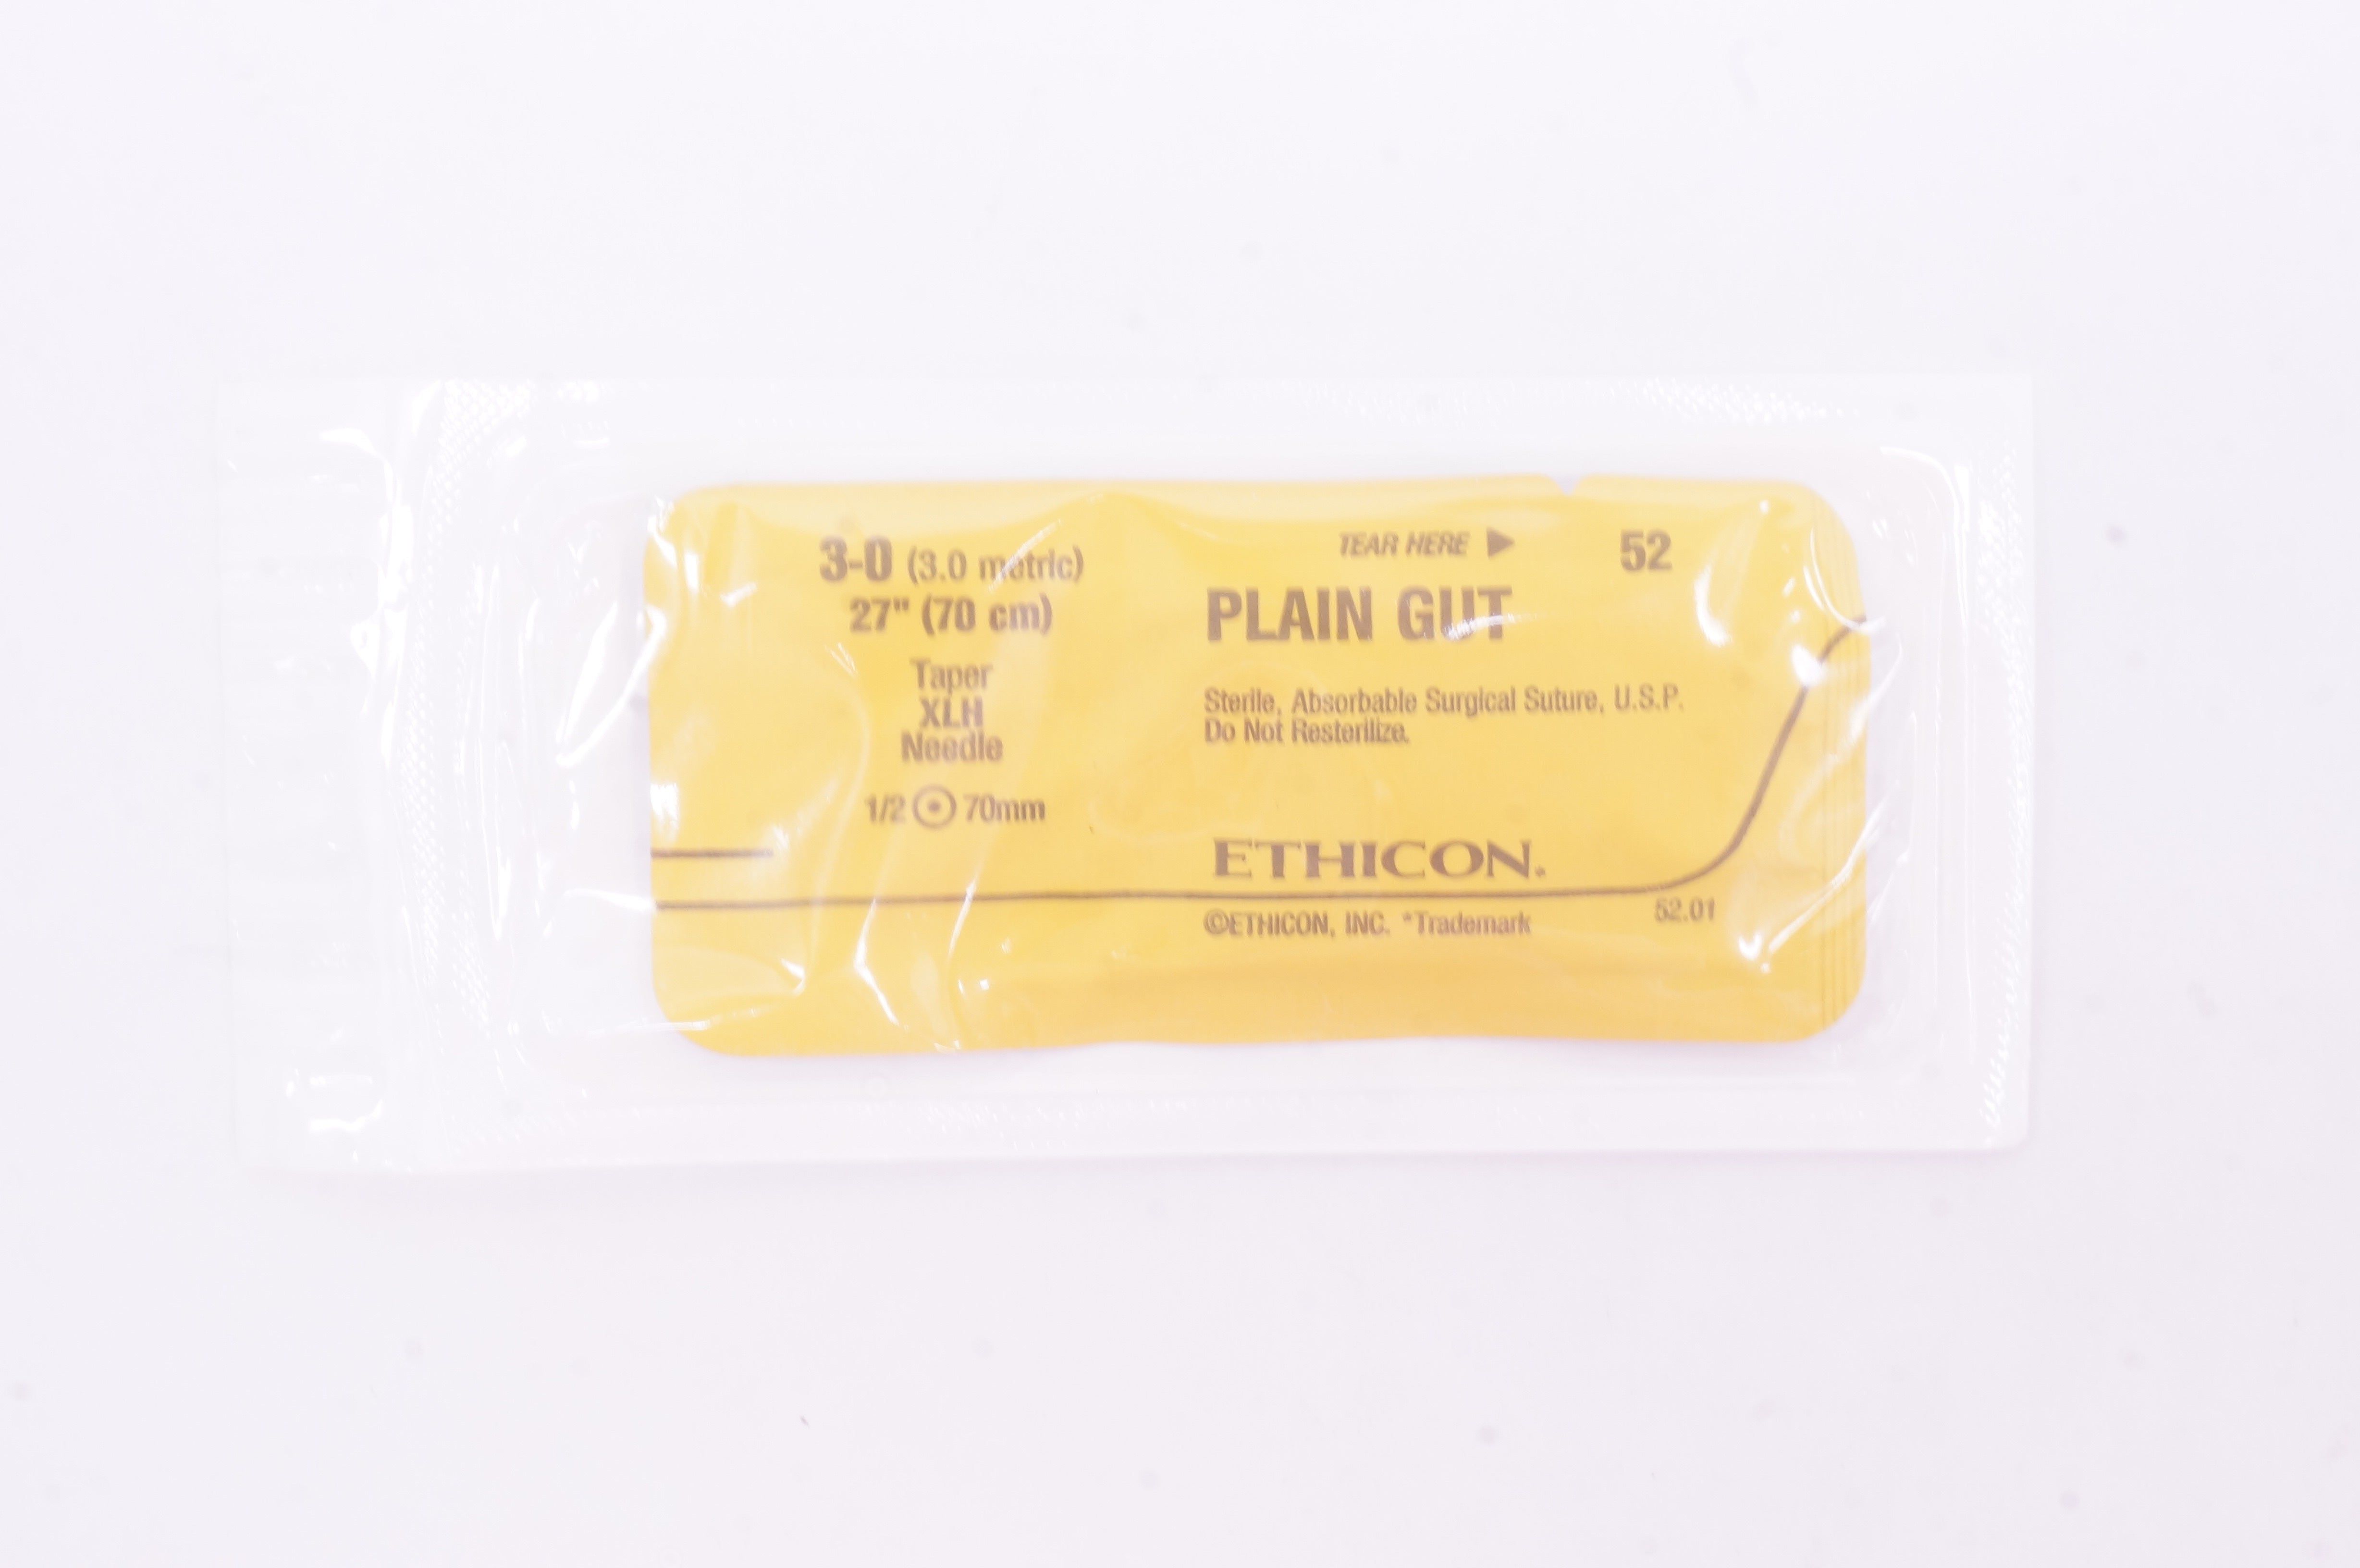 3-0 (3.0 metric)
27" (70 cm)
Taper
XLH
Needle
1/2 70mm
TEAR HERE
52
PLAIN GUT
Sterile, Absorbable Surgical Suture, U.S.P.
Do Not Resterilize.
ETHICON.
©ETHICON, INC. *Trademark
52.01